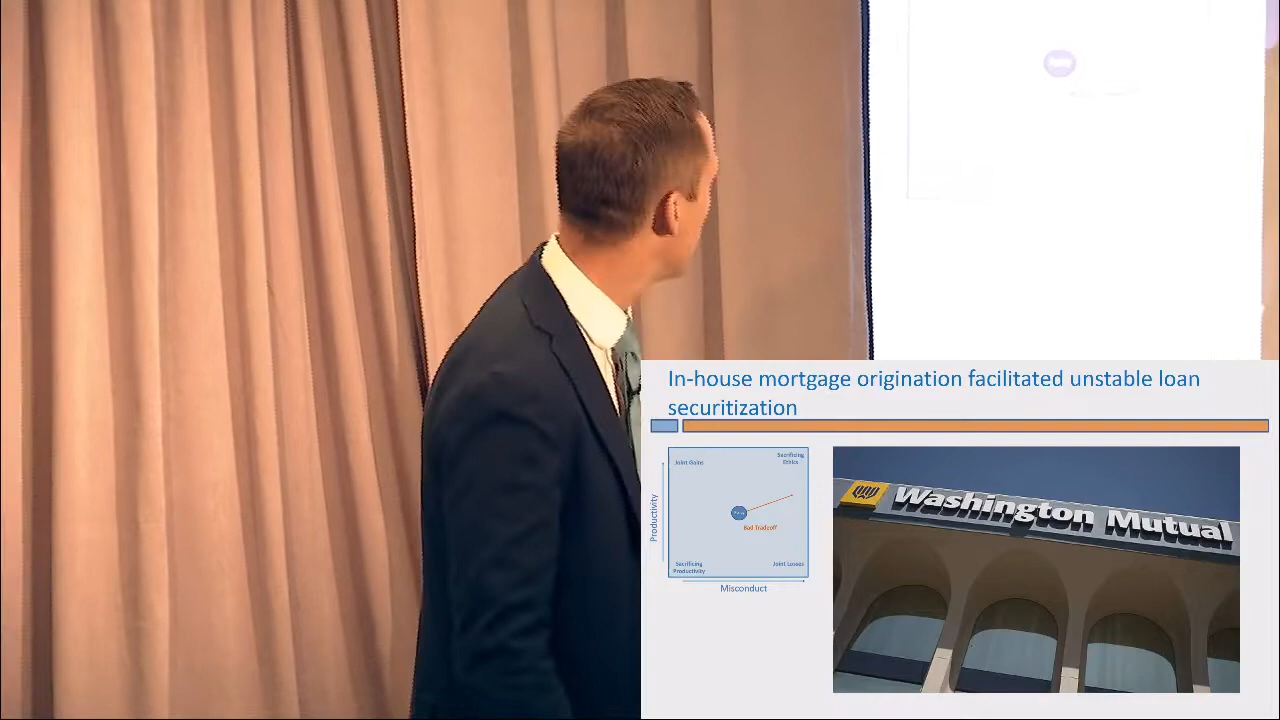 In-house mortgage origination facilitated unstable loan
securitization
Joint Gains
Sacrificing
Ethics
Productivity
Bad Tradeoff
Sacrificing
Productivity
Joint Losses
Misconduct
Washington Mutual